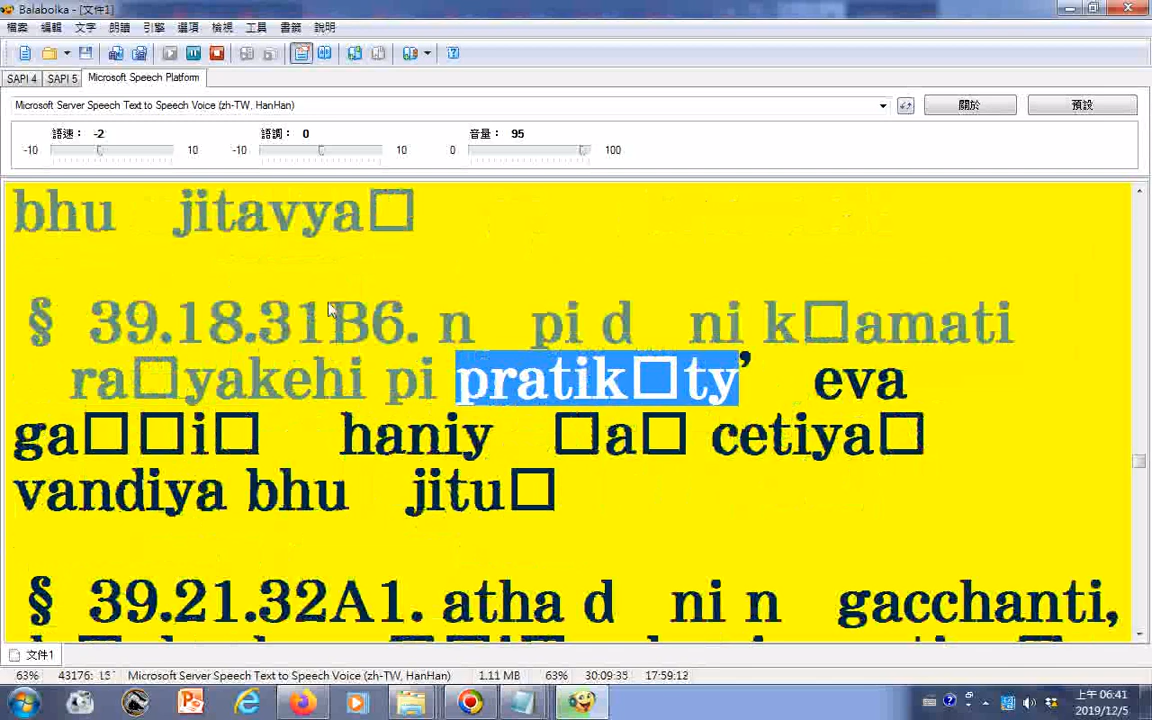 Balabolka - [文件1]
檔案 編輯 文字 朗讀 引擎 選項 檢視 工具 書籤 說明
SAPI 4 SAPI 5 Microsoft Speech Platform
Microsoft Server Speech Text to Speech Voice (zh-TW, HanHan) 關於 預設
語速： -2 語調： 0 音量： 95
-10 10 -10 10 0 100
bhu jitavya□
§ 39.18.31B6. n pi d ni k□amati
ra□yakehi pi pratik□ty’ eva
ga□□i□ haniy □a□ cetiya□
vandiya bhu jitu□
§ 39.21.32A1. atha d ni n gacchanti,
文件1
63% Microsoft Server Speech Text to Speech Voice (zh-TW, HanHan) 1.11 MB 63% 30:09:35 17:59:12
上午 06:41
2019/12/5